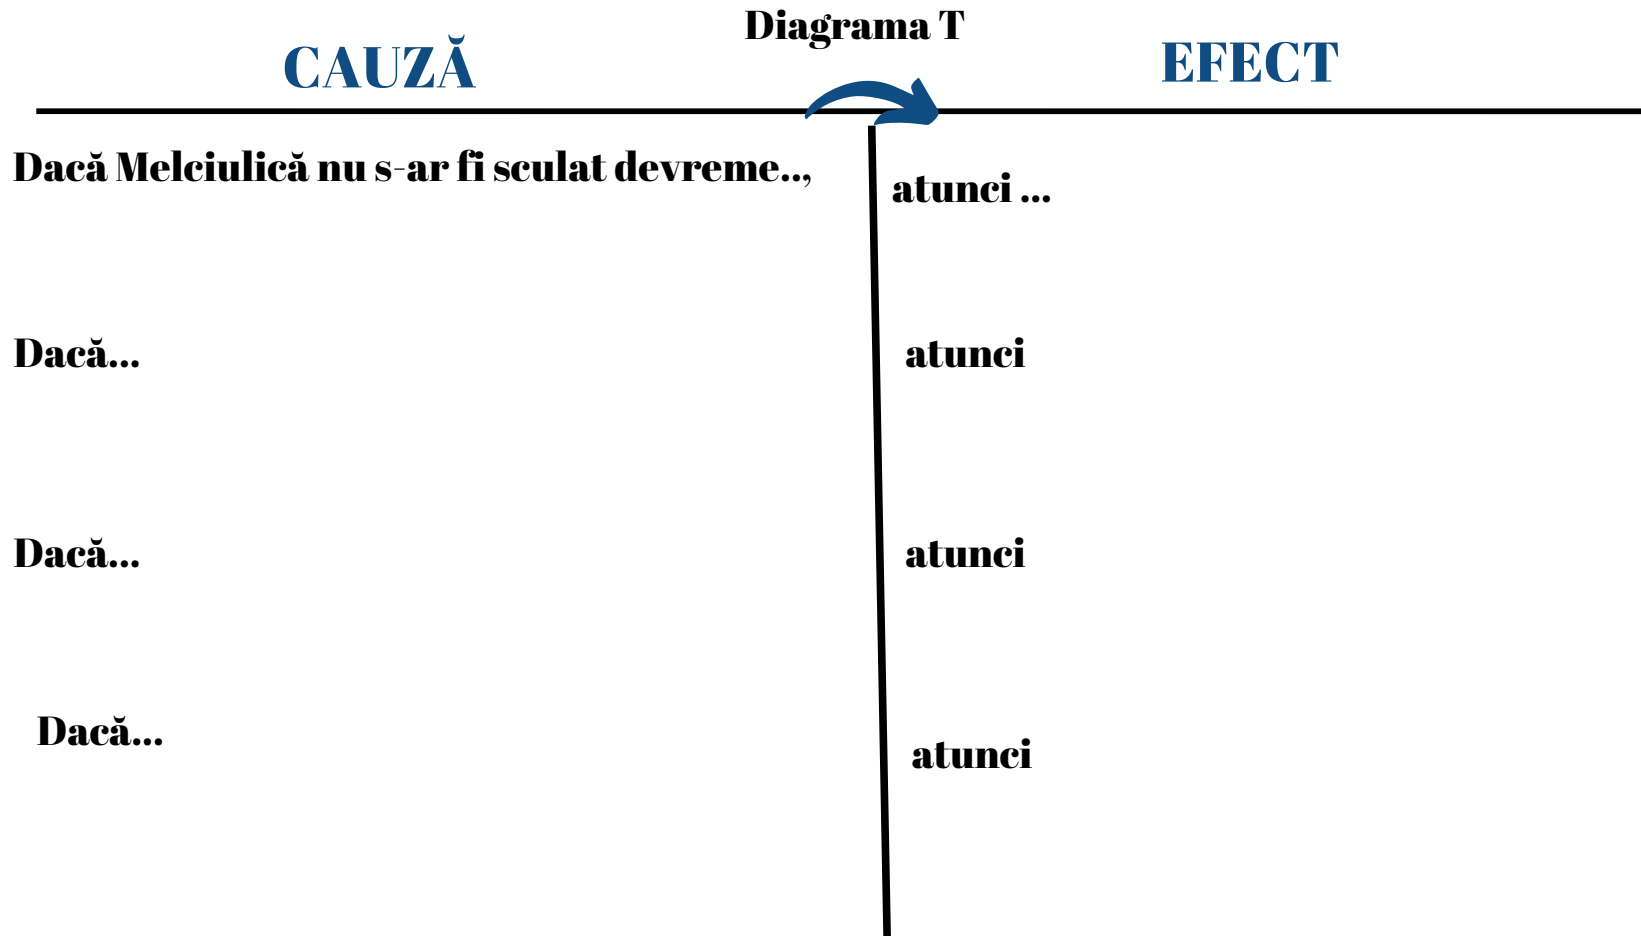 Diagrama T
CAUZĂ
EFECT
Dacă Melciulică nu s-ar fi sculat devreme..,
atunci ...
Dacă...
atunci
Dacă...
atunci
Dacă...
atunci